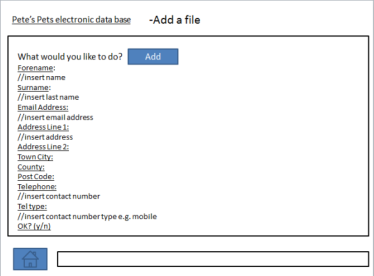 Pete's Pets electronic data base -Add a file
What would you like to do? Add
Forename:
//insert name
Surname:
//insert last name
Email Address:
//insert email address
Address Line 1:
//insert address
Address Line 2:
Town City:
County:
Post Code:
Telephone:
//insert contact number
Tel type:
//insert contact number type e.g. mobile
OK? (y/n)